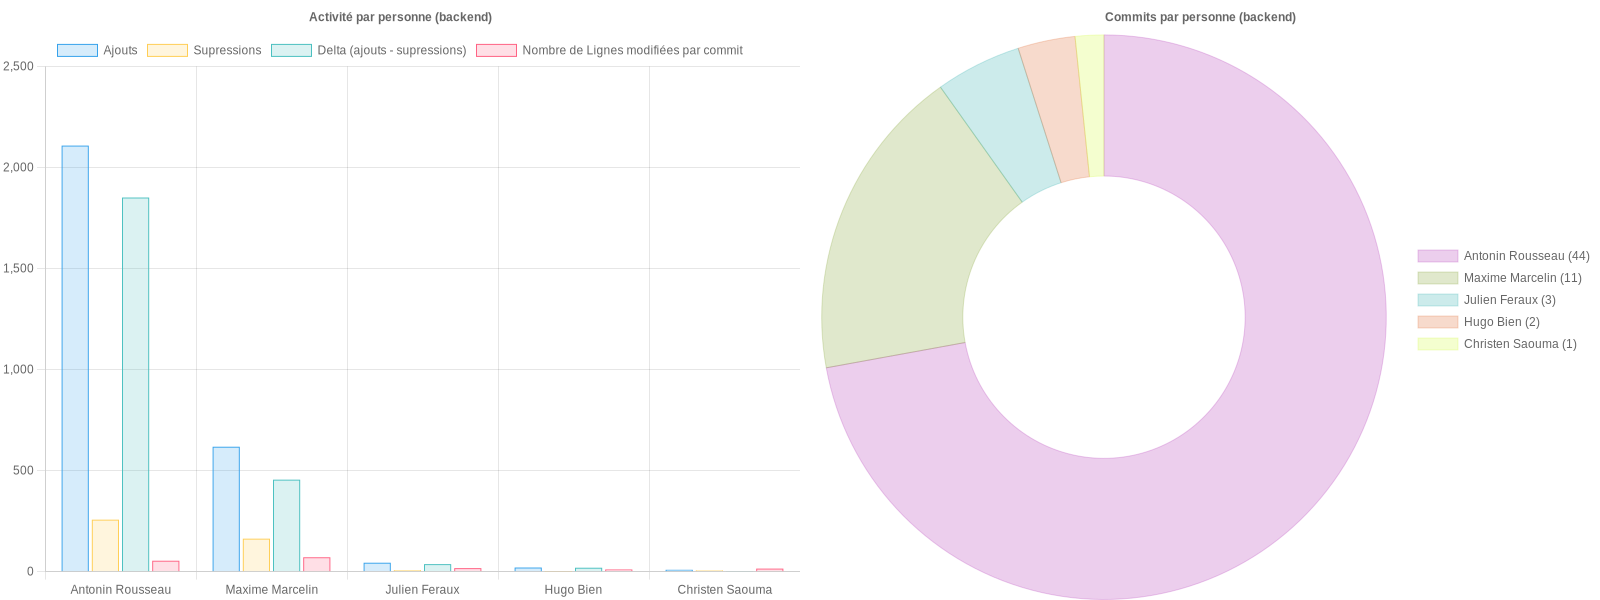 Activité par personne (backend)
Ajouts
Supressions
Delta (ajouts - supressions)
Nombre de Lignes modifiées par commit
2,500
2,000
1,500
1,000
500
0
Antonin Rousseau
Maxime Marcelin
Julien Feraux
Hugo Bien
Christen Saouma
Commits par personne (backend)
Antonin Rousseau (44)
Maxime Marcelin (11)
Julien Feraux (3)
Hugo Bien (2)
Christen Saouma (1)